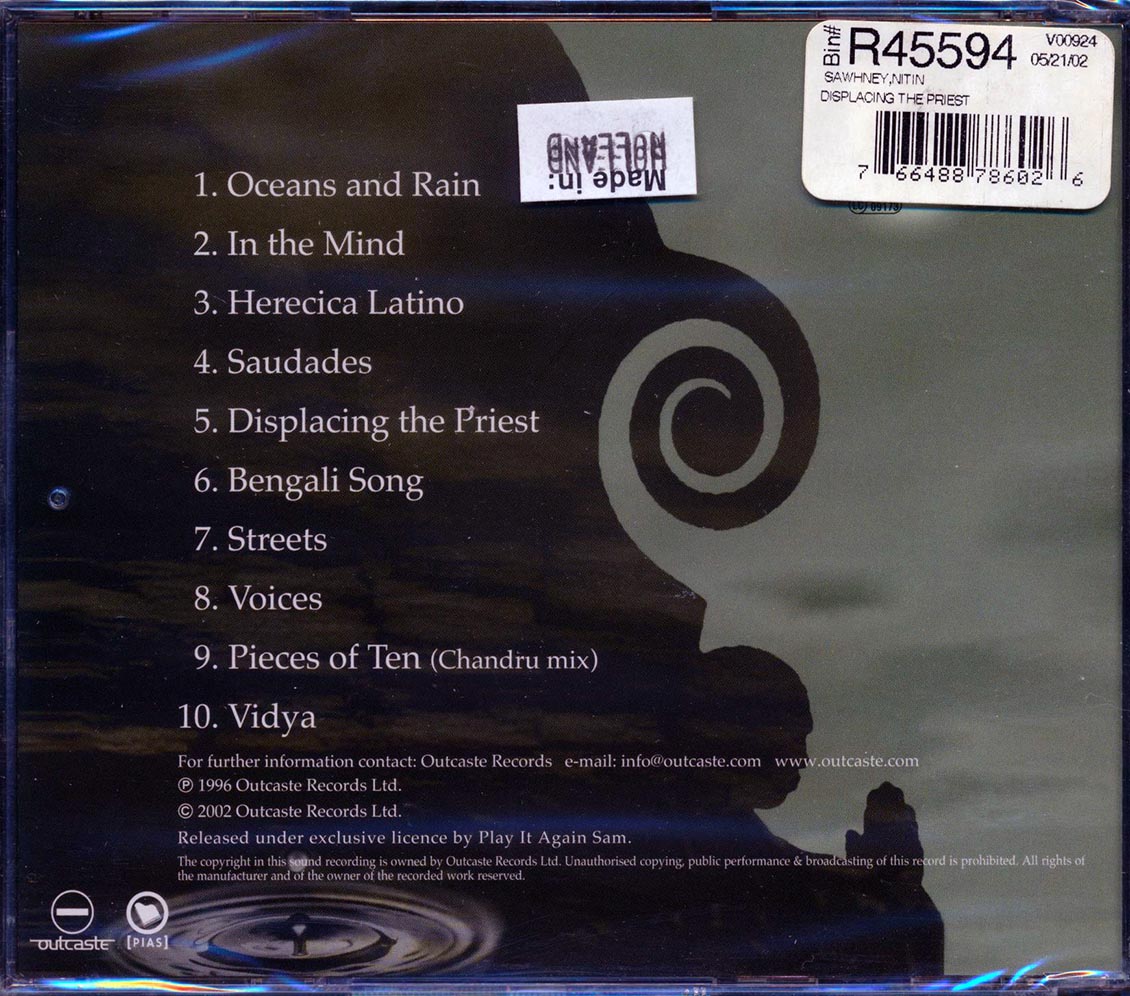 Bin# R45594 V00924
05/21/02
SAWHNEY,NITIN
DISPLACING THE PRIEST
7 66488 78602 6
Made in:
HOLLAND
1. Oceans and Rain
2. In the Mind
3. Herecica Latino
4. Saudades
5. Displacing the Priest
6. Bengali Song
7. Streets
8. Voices
9. Pieces of Ten (Chandru mix)
10. Vidya
For further information contact: Outcaste Records e-mail: info@outcaste.com www.outcaste.com
℗ 1996 Outcaste Records Ltd.
© 2002 Outcaste Records Ltd.
Released under exclusive licence by Play It Again Sam.
The copyright in this sound recording is owned by Outcaste Records Ltd. Unauthorised copying, public performance & broadcasting of this record is prohibited. All rights of
the manufacturer and of the owner of the recorded work reserved.
outcaste
[PIAS]